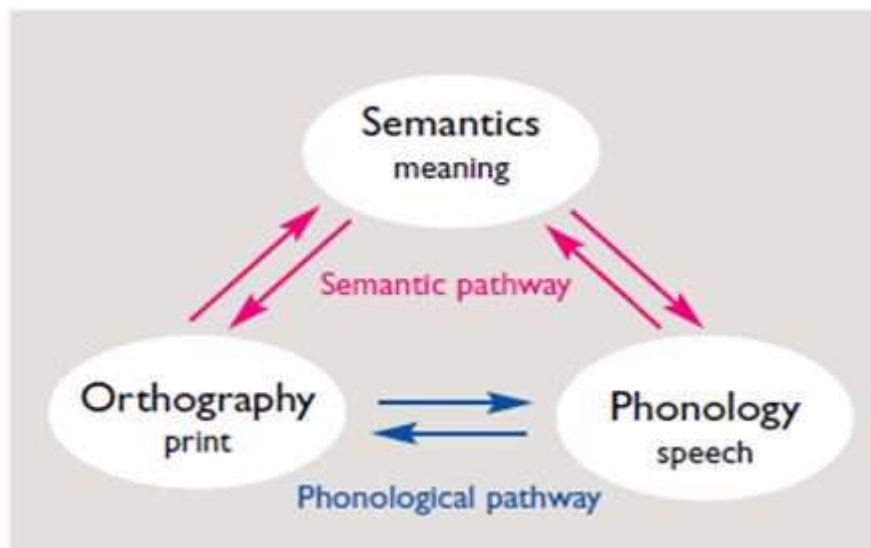 Semantics
meaning
Semantic pathway
Orthography
print
Phonology
speech
Phonological pathway